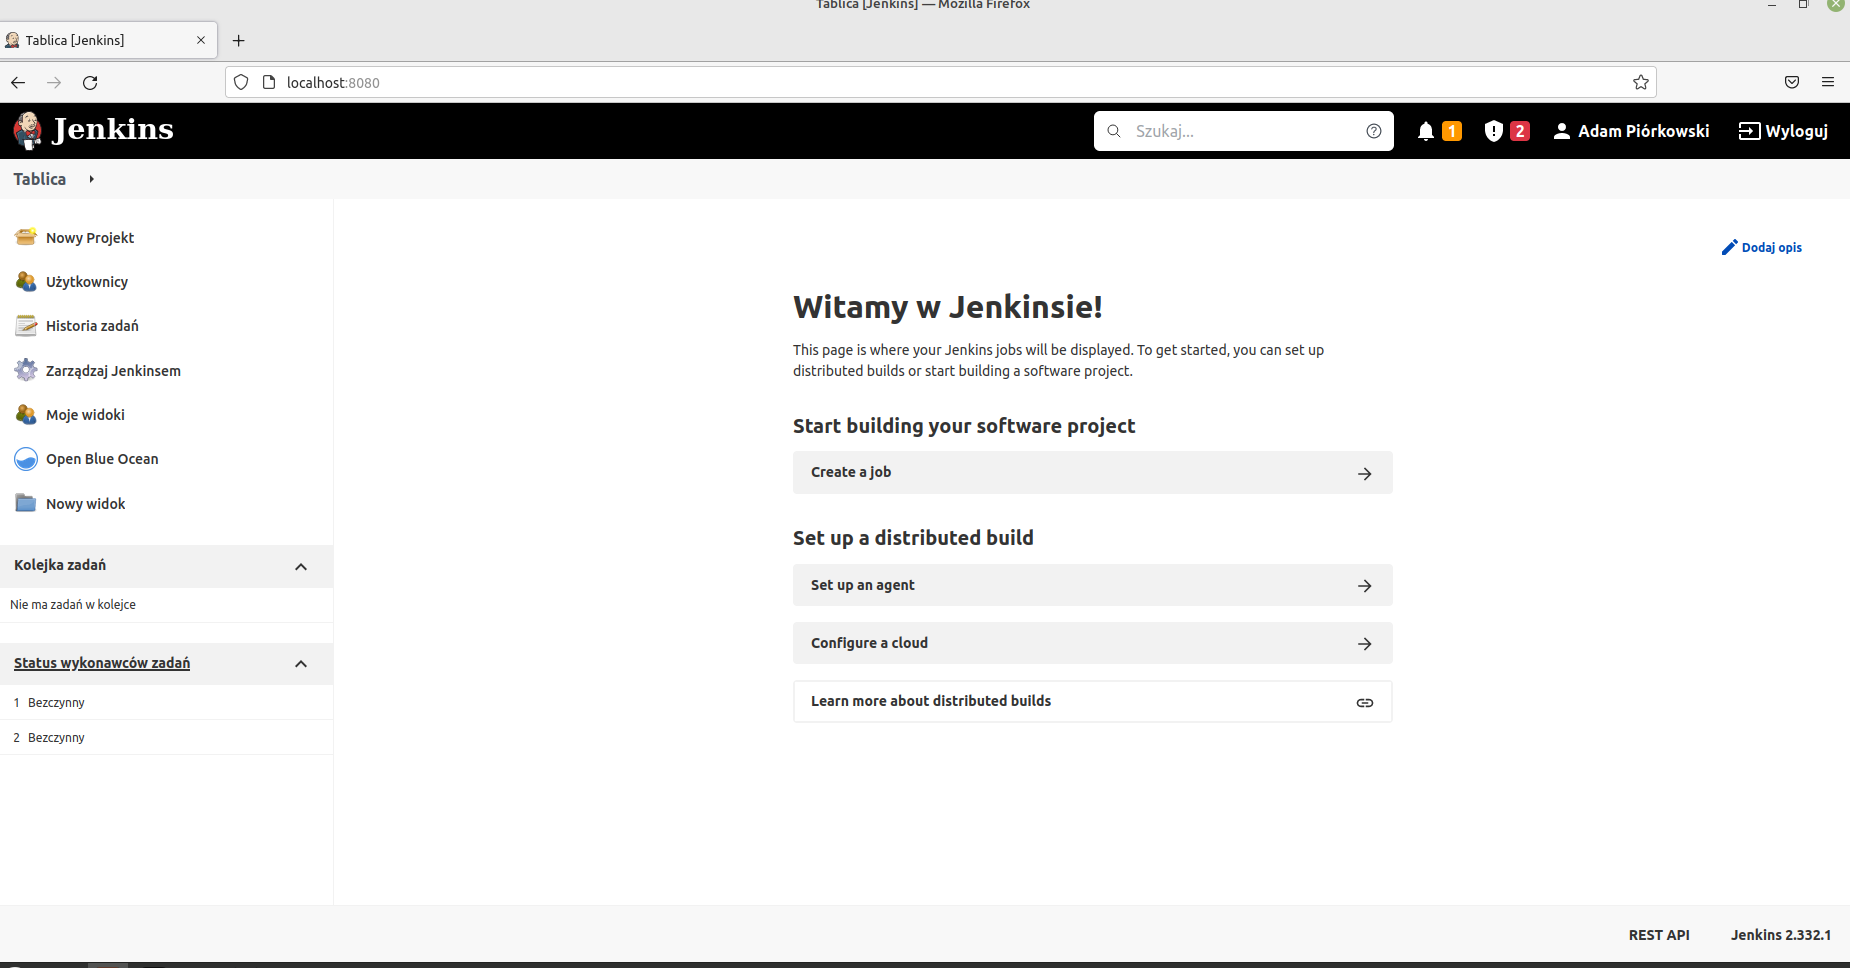 Tablica [Jenkins] — Mozilla Firefox
Tablica [Jenkins]
localhost:8080
Jenkins
Szukaj...
1
2
Adam Piórkowski
Wyloguj
Tablica
Nowy Projekt
Użytkownicy
Historia zadań
Zarządzaj Jenkinsem
Moje widoki
Open Blue Ocean
Nowy widok
Kolejka zadań
Nie ma zadań w kolejce
Status wykonawców zadań
1 Bezczynny
2 Bezczynny
Dodaj opis
Witamy w Jenkinsie!
This page is where your Jenkins jobs will be displayed. To get started, you can set up
distributed builds or start building a software project.
Start building your software project
Create a job
Set up a distributed build
Set up an agent
Configure a cloud
Learn more about distributed builds
REST API
Jenkins 2.332.1